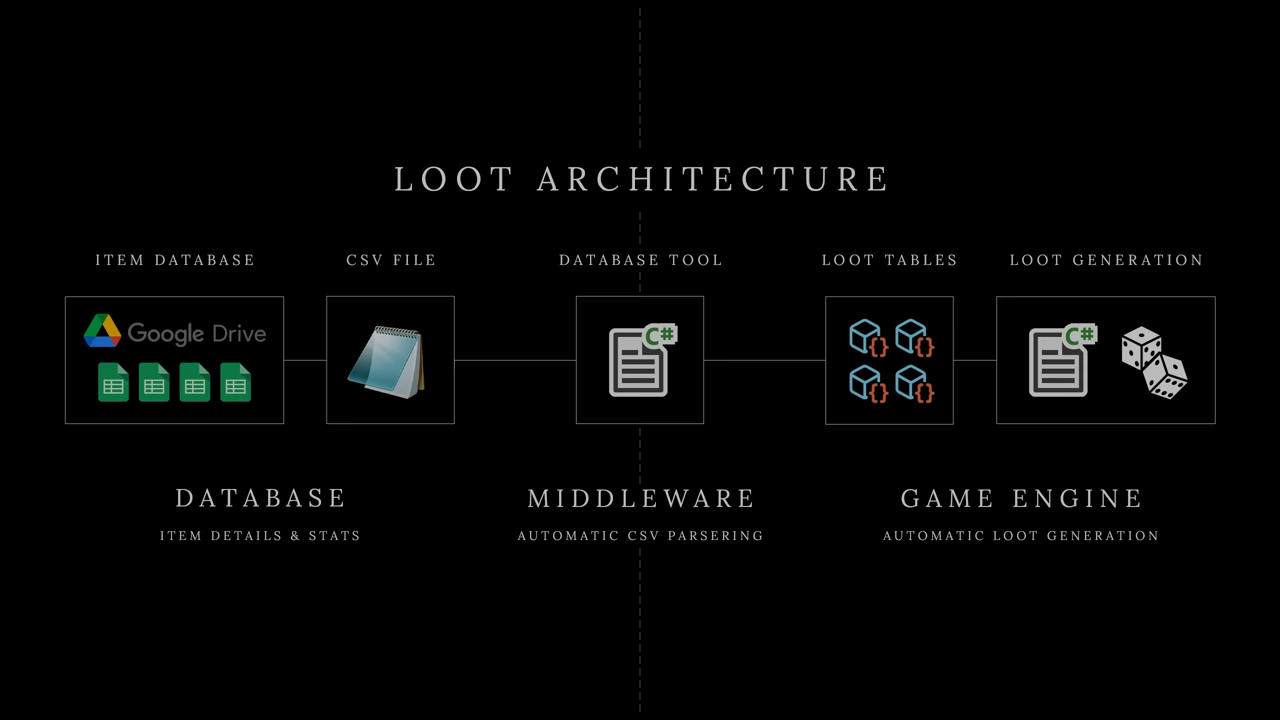 LOOT ARCHITECTURE
ITEM DATABASE
CSV FILE
DATABASE TOOL
LOOT TABLES
LOOT GENERATION
Google Drive
C#
{}
{}
{}
{}
C#
DATABASE
ITEM DETAILS & STATS
MIDDLEWARE
AUTOMATIC CSV PARSERING
GAME ENGINE
AUTOMATIC LOOT GENERATION